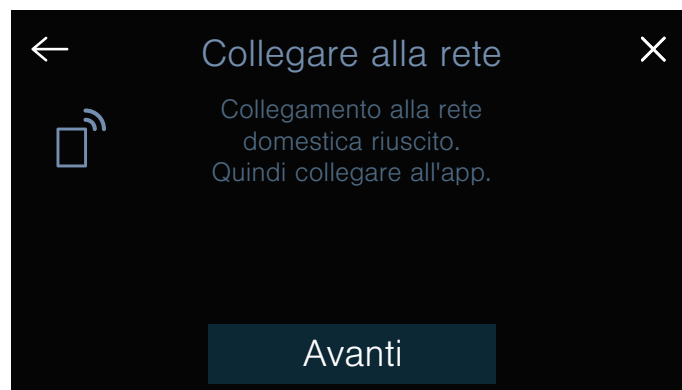 Collegare alla rete
Collegamento alla rete
domestica riuscito.
Quindi collegare all'app.
Avanti